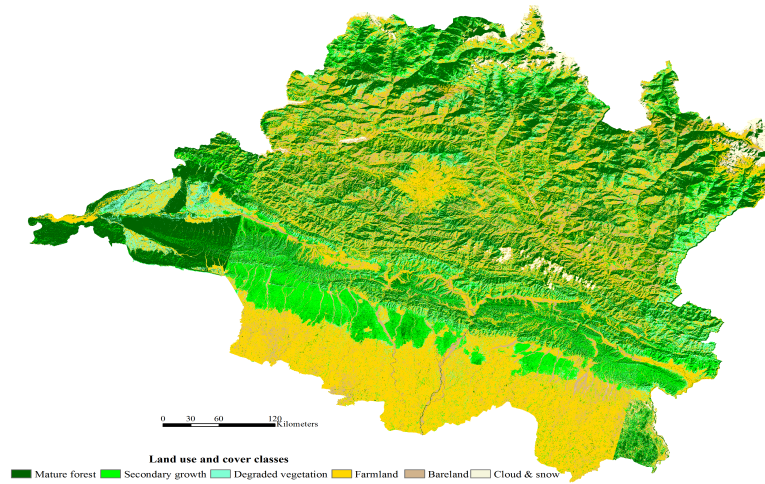 0 30 60 120
Kilometers
Land use and cover classes
Mature forest Secondary growth Degraded vegetation Farmland Bareland Cloud & snow